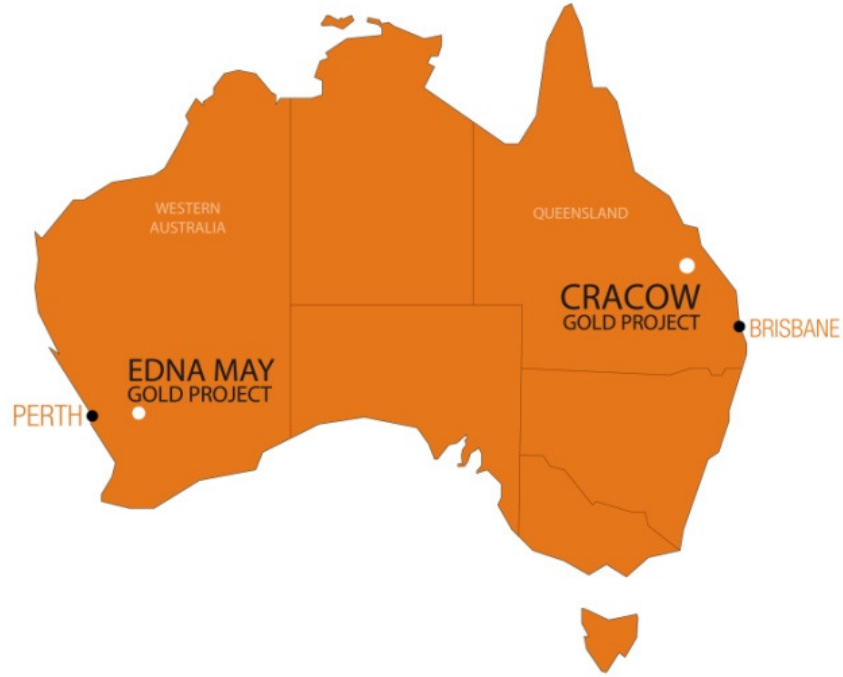 WESTERN
AUSTRALIA
QUEENSLAND
CRACOW
GOLD PROJECT
BRISBANE
EDNA MAY
GOLD PROJECT
PERTH